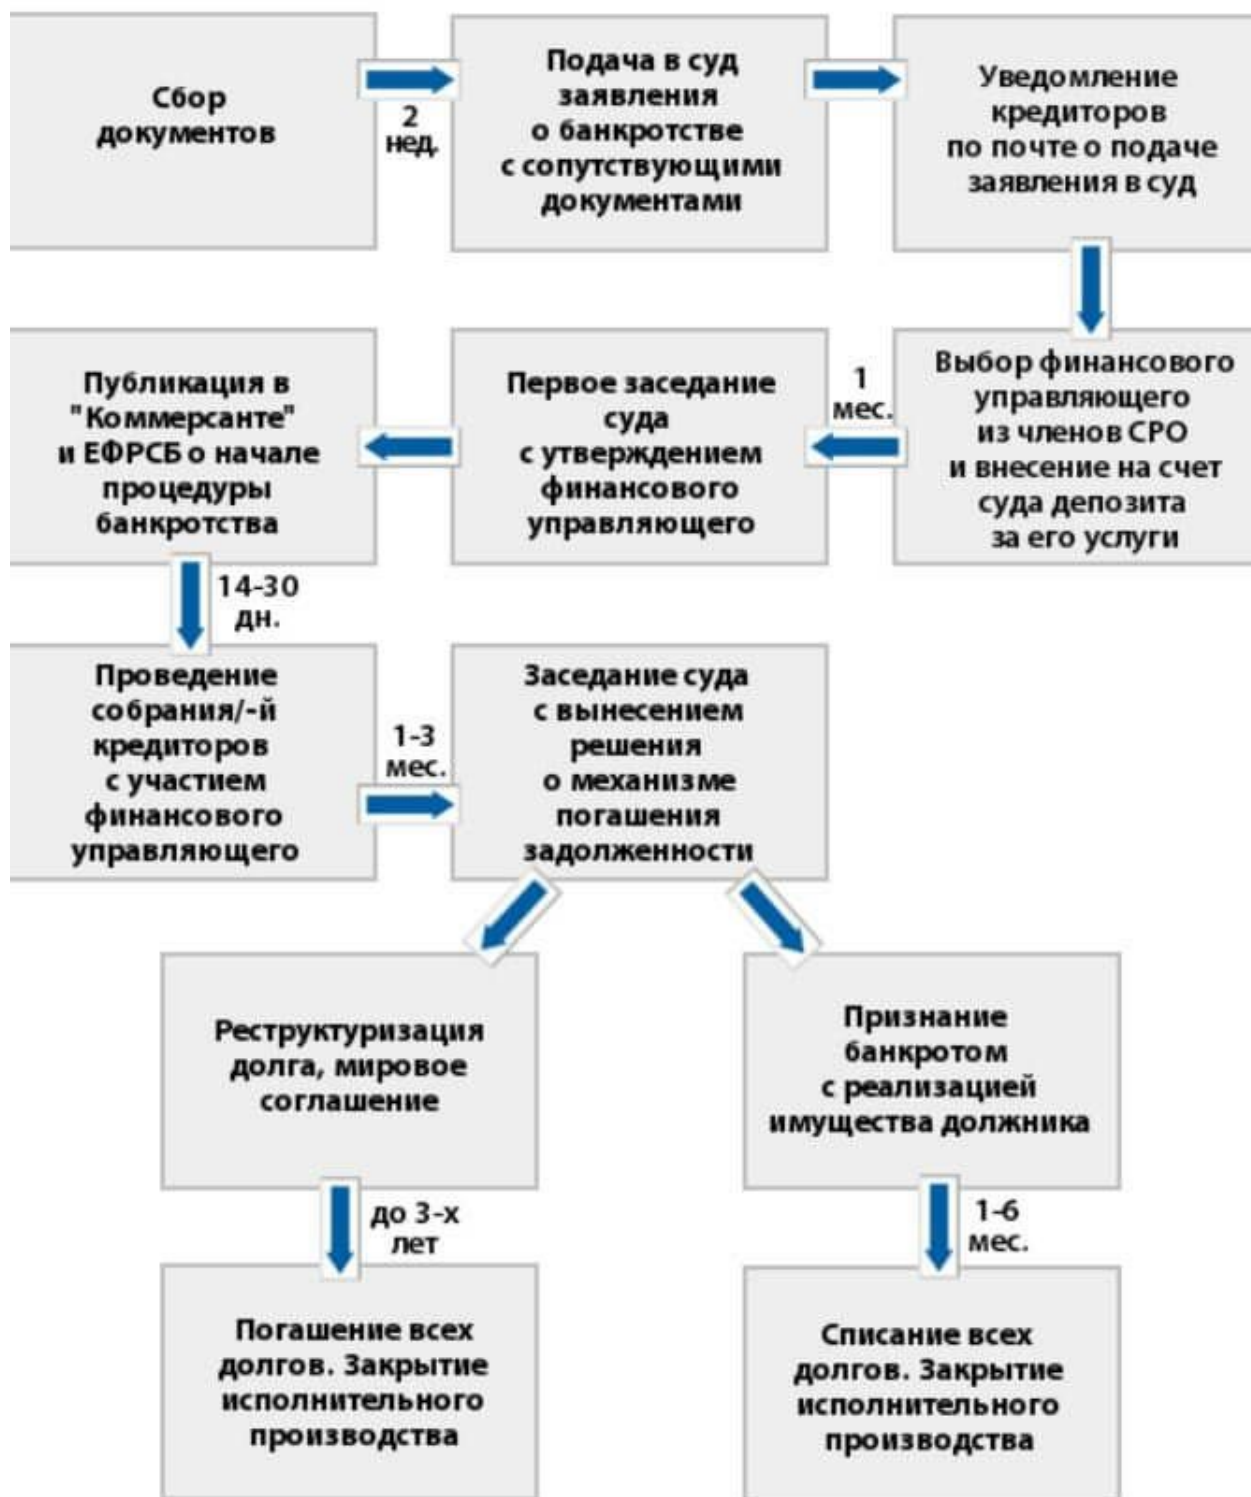 Сбор
документов
2
нед.
Подача в суд
заявления
о банкротстве
с сопутствующими
документами
Уведомление
кредиторов
по почте о подаче
заявления в суд
Выбор финансового
управляющего
из членов СРО
и внесение на счет
суда депозита
за его услуги
1
мес.
Первое заседание
суда
с утверждением
финансового
управляющего
Публикация в
"Коммерсанте"
и ЕФРСБ о начале
процедуры
банкротства
14-30
дн.
Проведение
собрания/-й
кредиторов
с участием
финансового
управляющего
1-3
мес.
Заседание суда
с вынесением
решения
о механизме
погашения
задолженности
Реструктуризация
долга, мировое
соглашение
до 3-х
лет
Погашение всех
долгов. Закрытие
исполнительного
производства
Признание
банкротом
с реализацией
имущества должника
1-6
мес.
Списание всех
долгов. Закрытие
исполнительного
производства